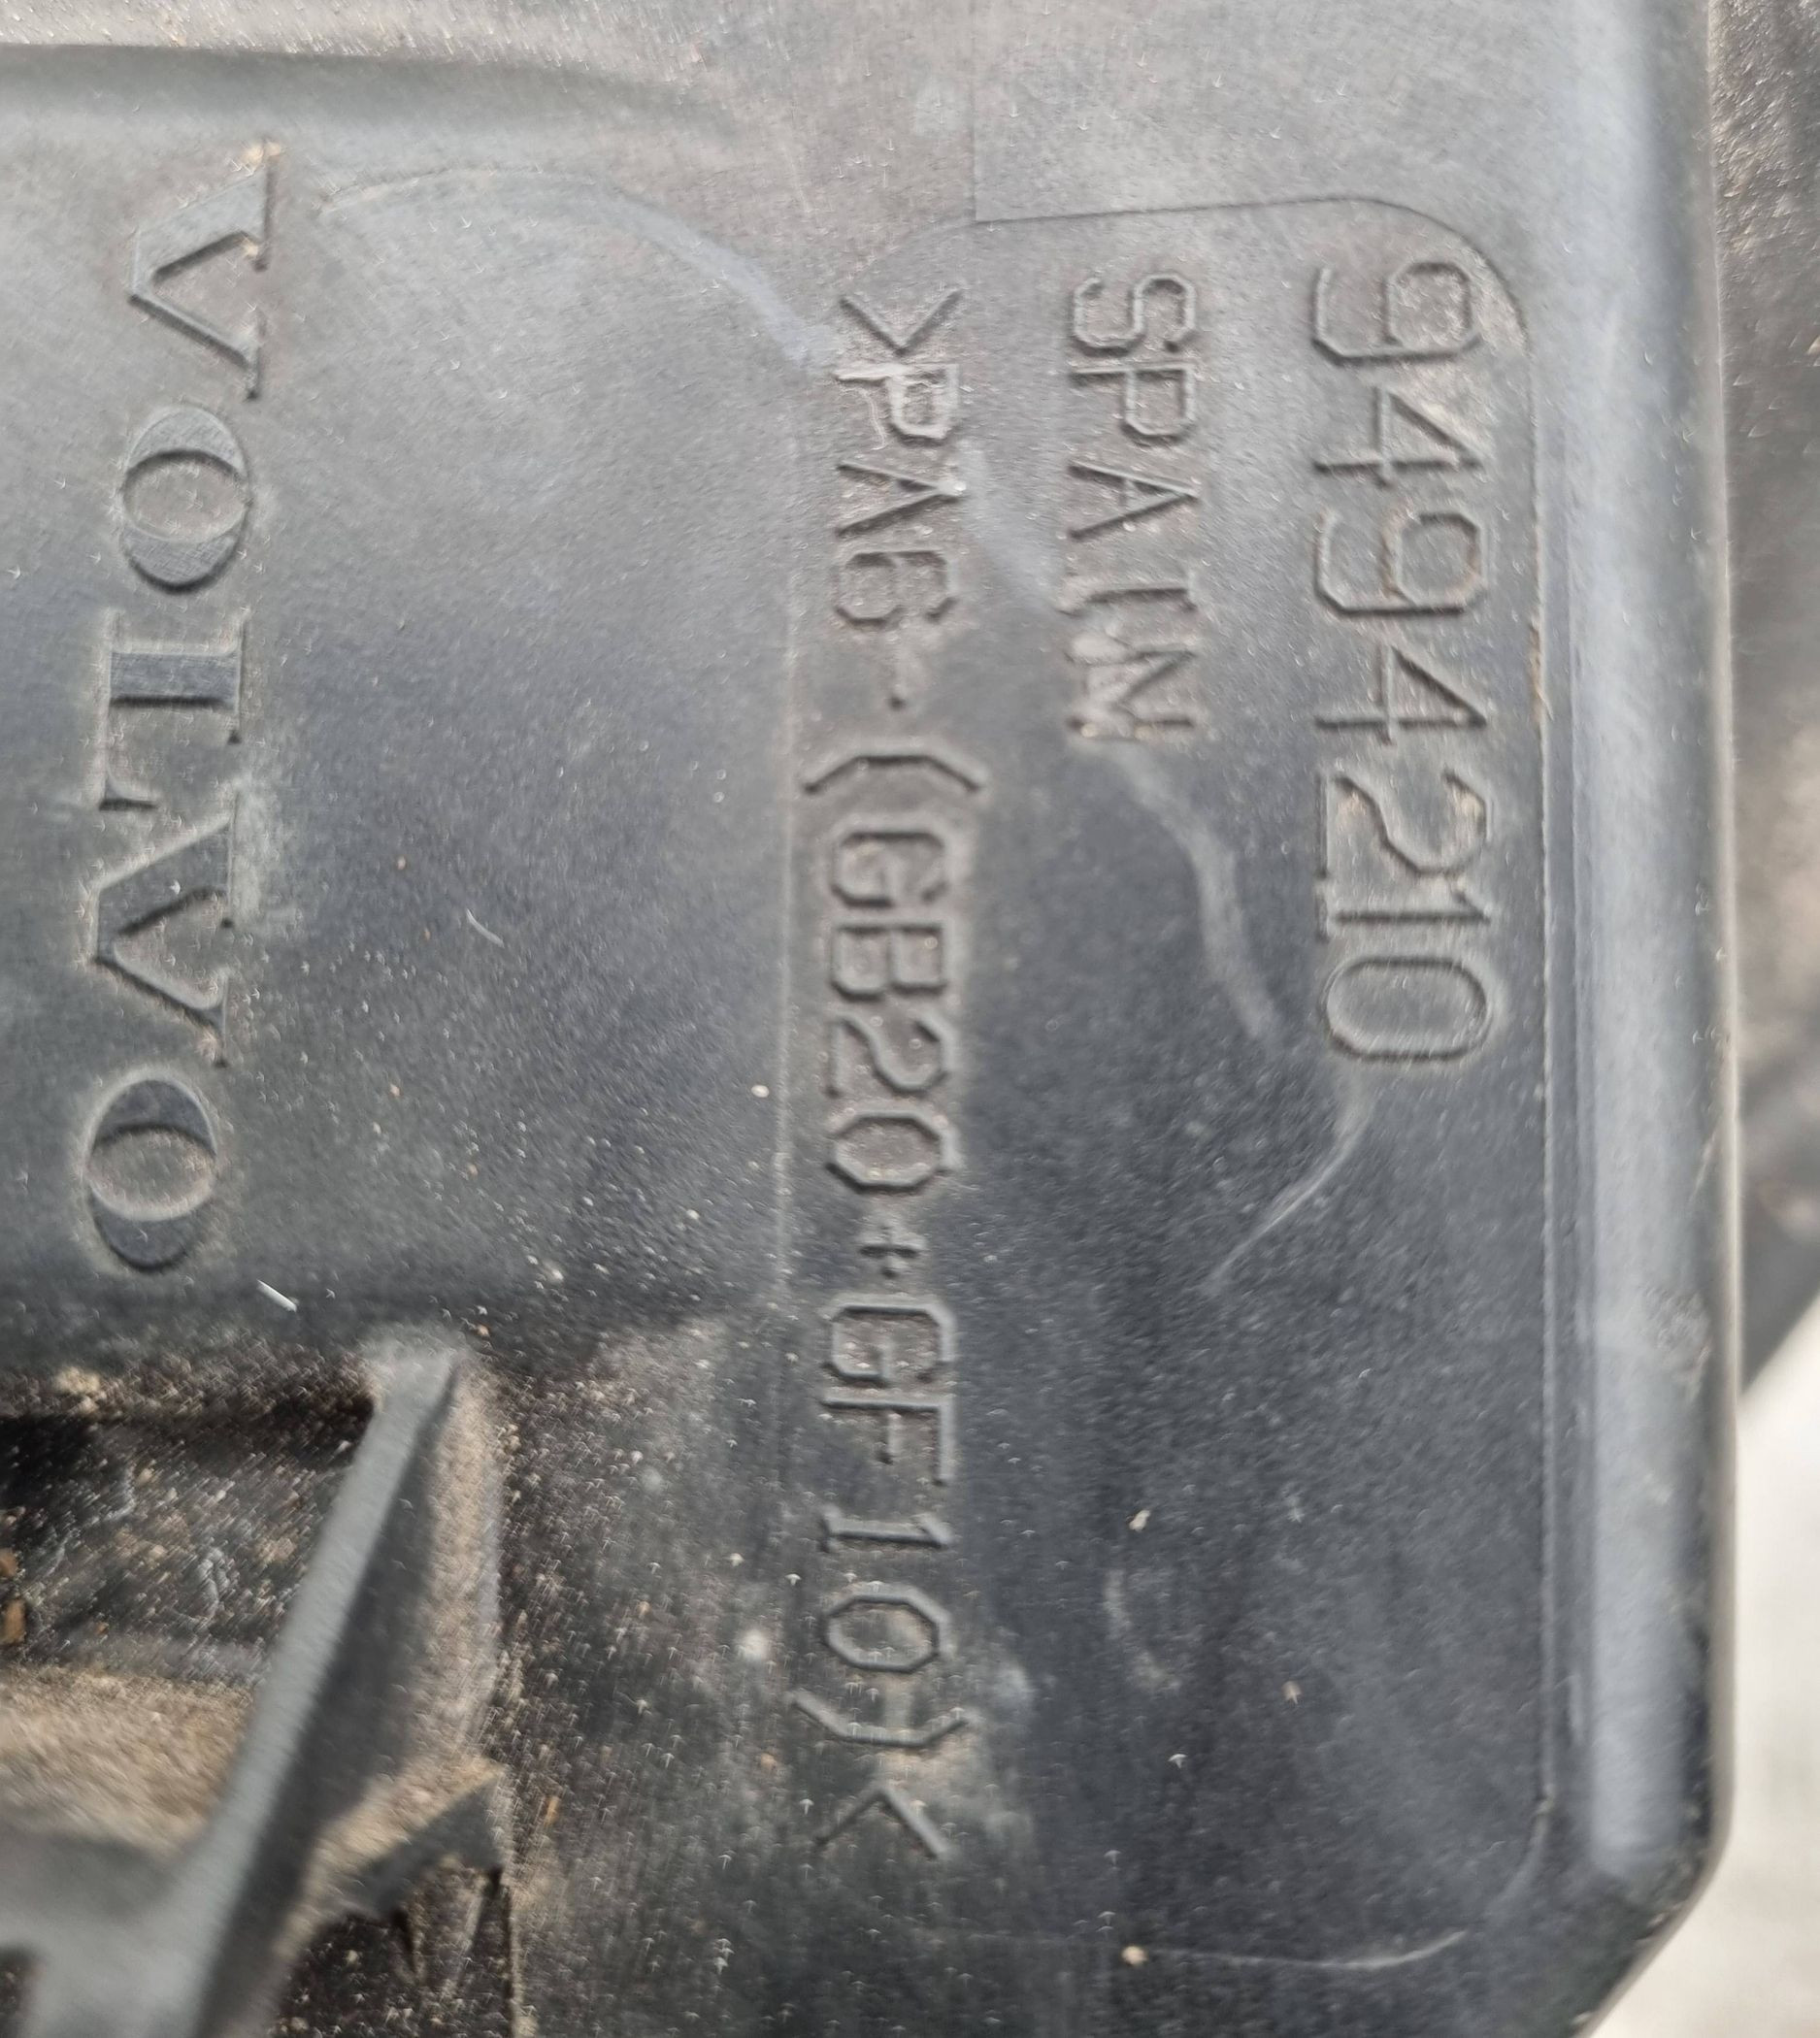 9494210
SPAIN
>PA6-(GB20+GF10)<
VOLVO